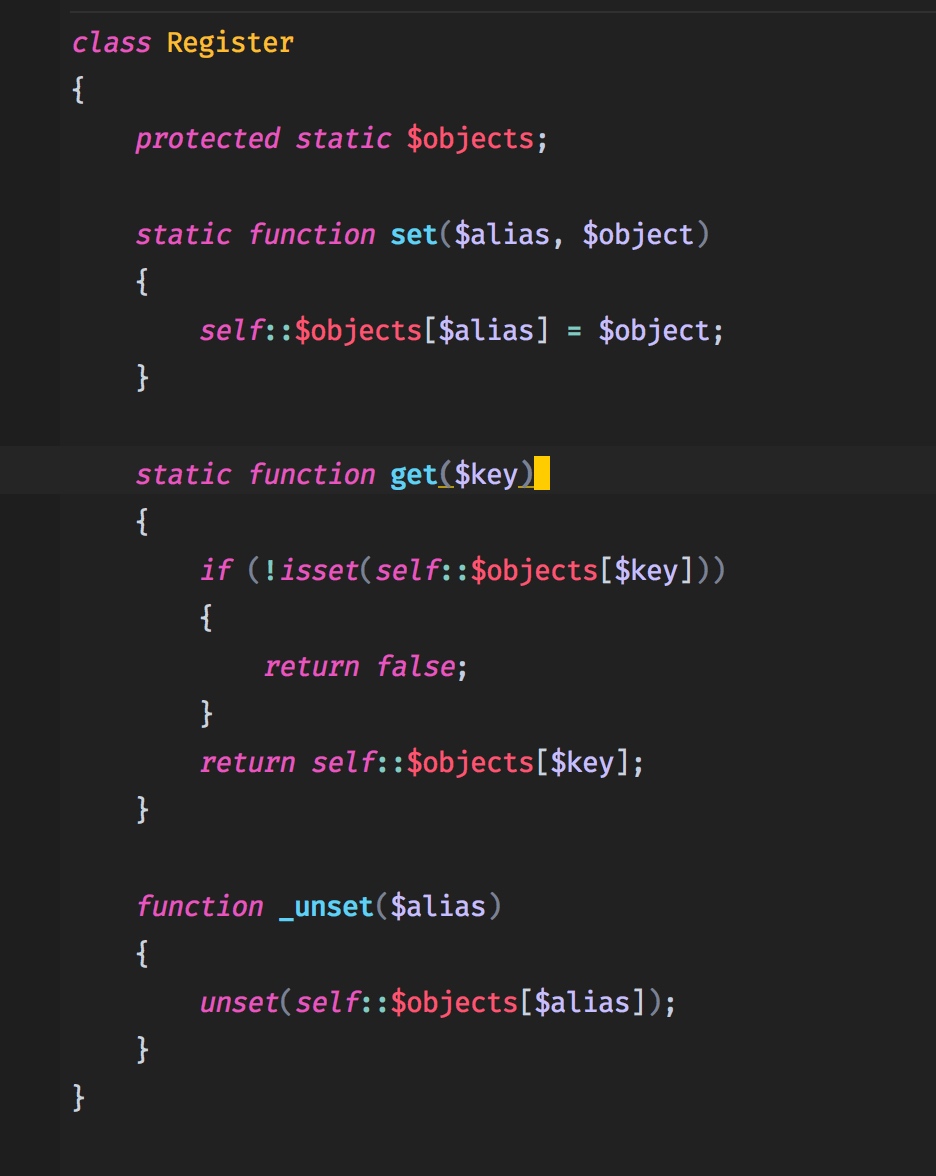 class Register
{
    protected static $objects;

    static function set($alias, $object)
    {
        self::$objects[$alias] = $object;
    }

    static function get($key)
    {
        if (!isset(self::$objects[$key]))
        {
            return false;
        }
        return self::$objects[$key];
    }

    function _unset($alias)
    {
        unset(self::$objects[$alias]);
    }
}